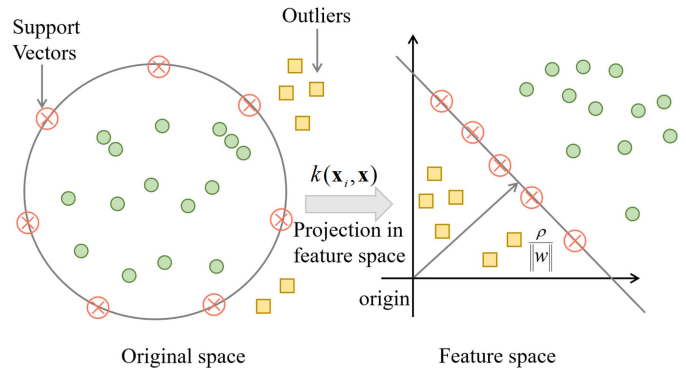 Support
Vectors
Outliers
k(𝐱ᵢ, 𝐱)
Projection in
feature space
ρ
‖w‖
origin
Original space
Feature space